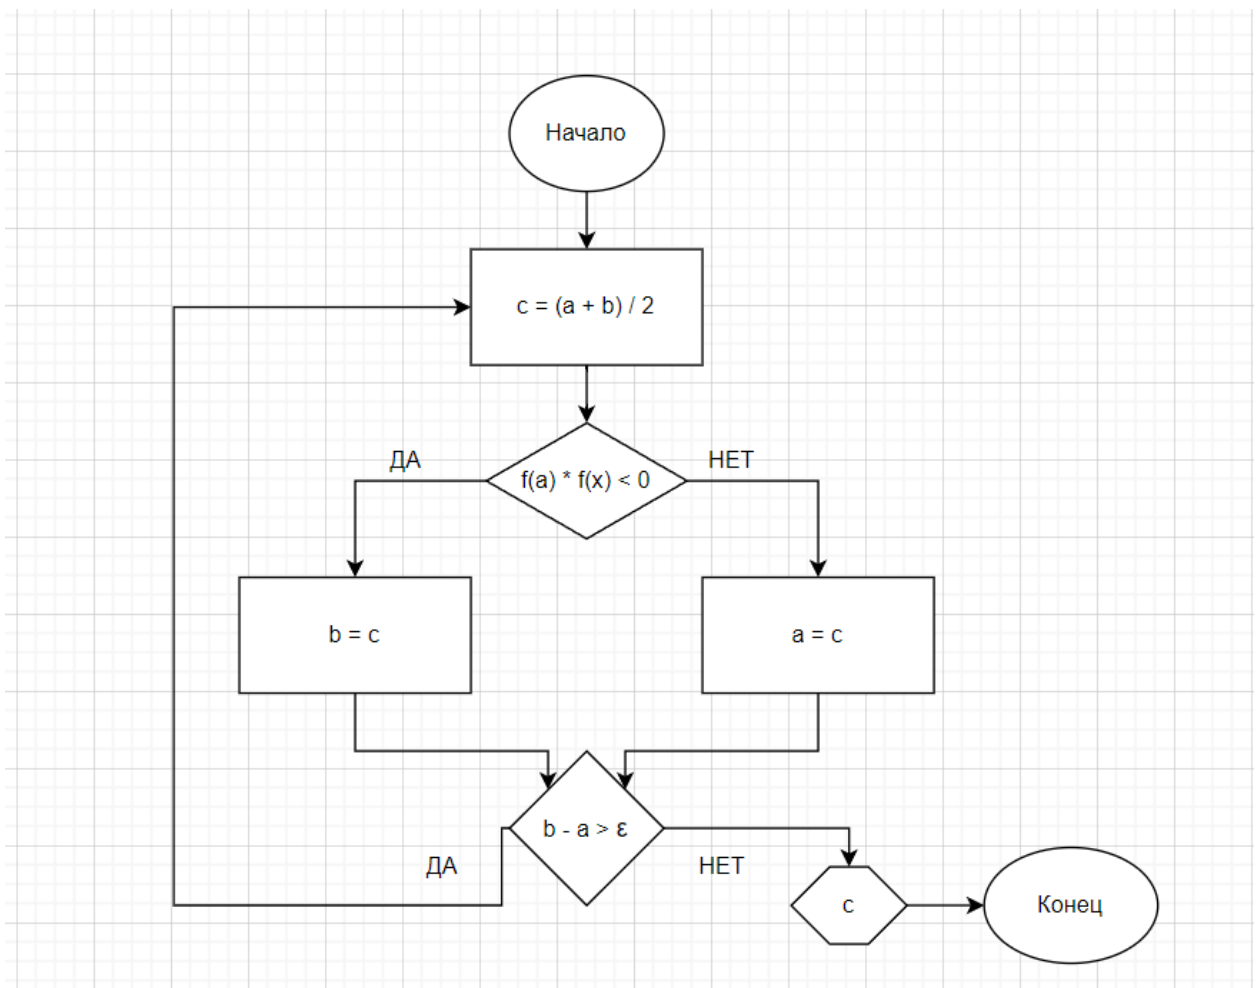 Начало
c = (a + b) / 2
ДА
f(a) * f(x) < 0
НЕТ
b = c
a = c
b - a > ε
ДА
НЕТ
c
Конец